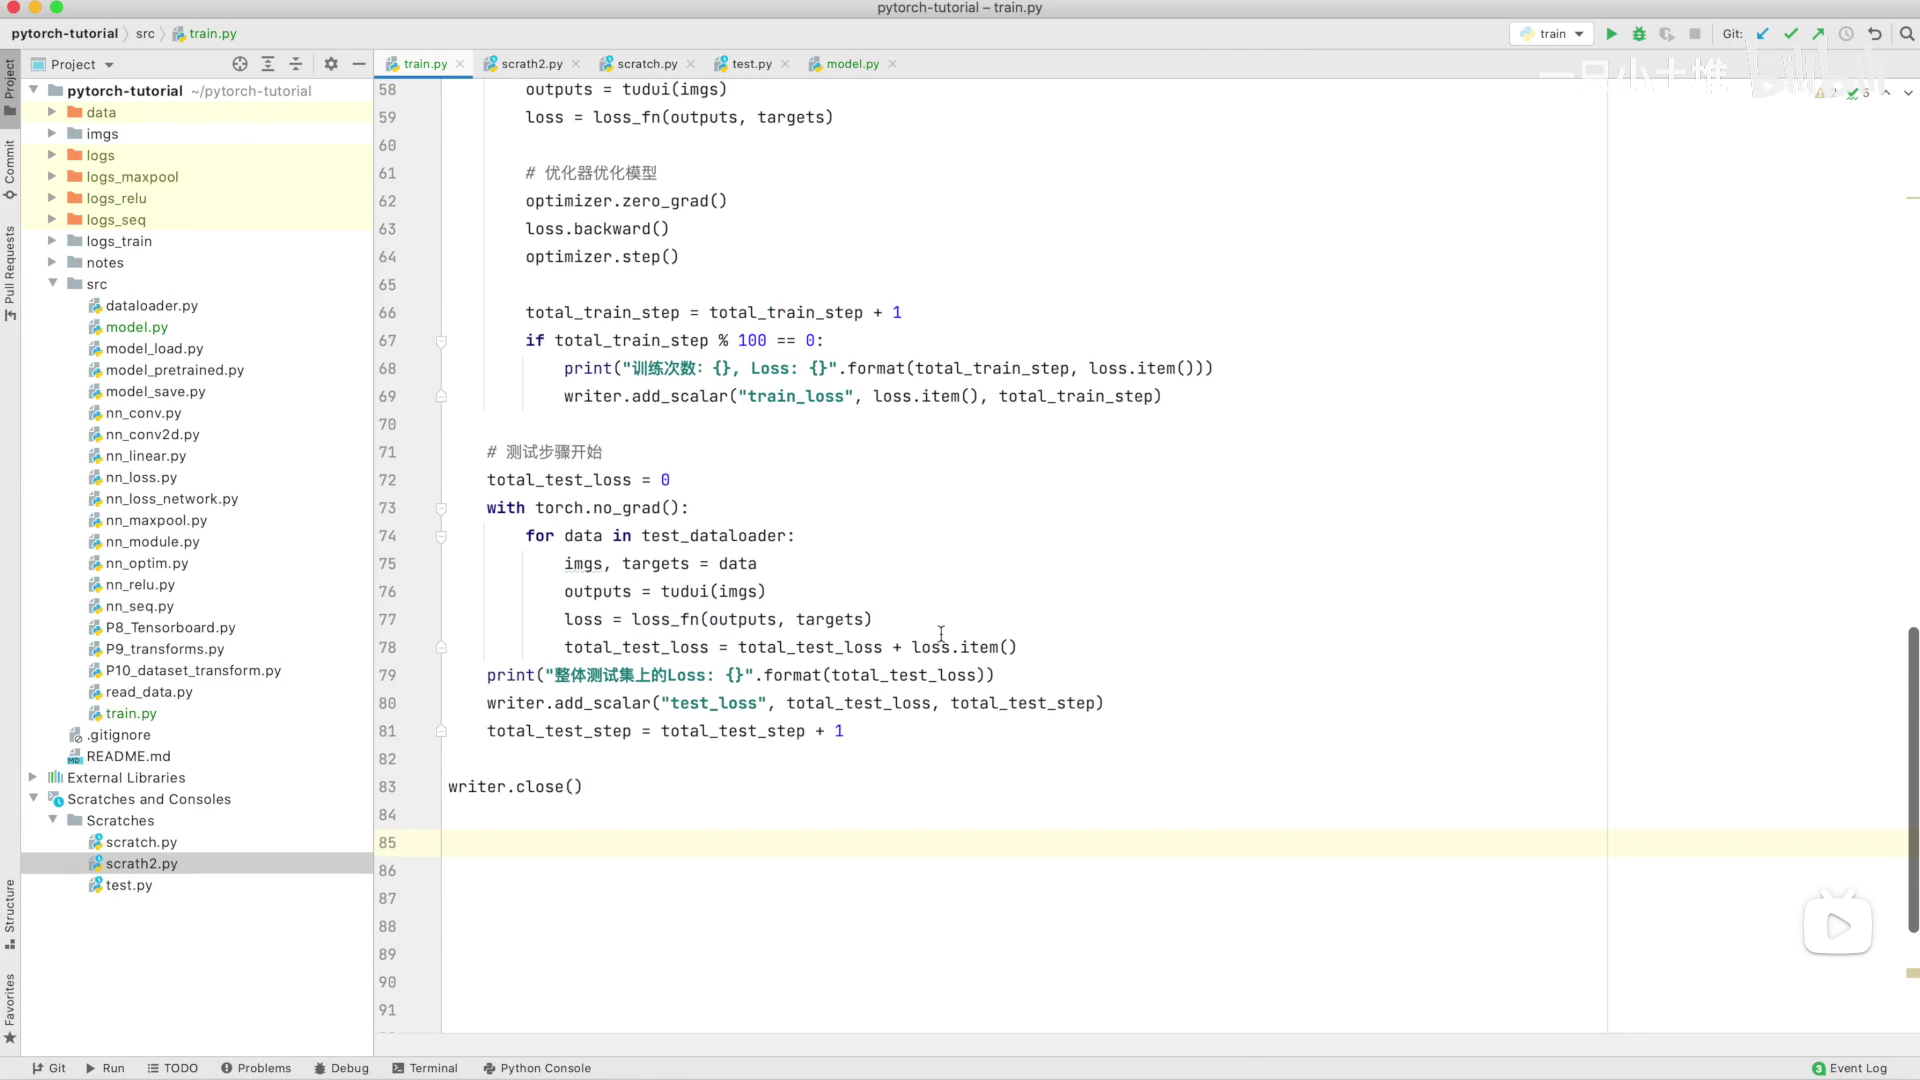 pytorch-tutorial – train.py
pytorch-tutorial
src
train.py
train
Git:
Project
train.py
scrath2.py
scratch.py
test.py
model.py
一只小土堆
bilibili
Project
Commit
Pull Requests
Structure
Favorites
pytorch-tutorial ~/pytorch-tutorial
data
imgs
logs
logs_maxpool
logs_relu
logs_seq
logs_train
notes
src
dataloader.py
model.py
model_load.py
model_pretrained.py
model_save.py
nn_conv.py
nn_conv2d.py
nn_linear.py
nn_loss.py
nn_loss_network.py
nn_maxpool.py
nn_module.py
nn_optim.py
nn_relu.py
nn_seq.py
P8_Tensorboard.py
P9_transforms.py
P10_dataset_transform.py
read_data.py
train.py
.gitignore
README.md
External Libraries
Scratches and Consoles
Scratches
scratch.py
scrath2.py
test.py
58 outputs = tudui(imgs)
59 loss = loss_fn(outputs, targets)
60
61 # 优化器优化模型
62 optimizer.zero_grad()
63 loss.backward()
64 optimizer.step()
65
66 total_train_step = total_train_step + 1
67 if total_train_step % 100 == 0:
68 print("训练次数：{}, Loss: {}".format(total_train_step, loss.item()))
69 writer.add_scalar("train_loss", loss.item(), total_train_step)
70
71 # 测试步骤开始
72 total_test_loss = 0
73 with torch.no_grad():
74 for data in test_dataloader:
75 imgs, targets = data
76 outputs = tudui(imgs)
77 loss = loss_fn(outputs, targets)
78 total_test_loss = total_test_loss + loss.item()
79 print("整体测试集上的Loss: {}".format(total_test_loss))
80 writer.add_scalar("test_loss", total_test_loss, total_test_step)
81 total_test_step = total_test_step + 1
82
83 writer.close()
84
85
86
87
88
89
90
91
Git
Run
TODO
Problems
Debug
Terminal
Python Console
3 Event Log